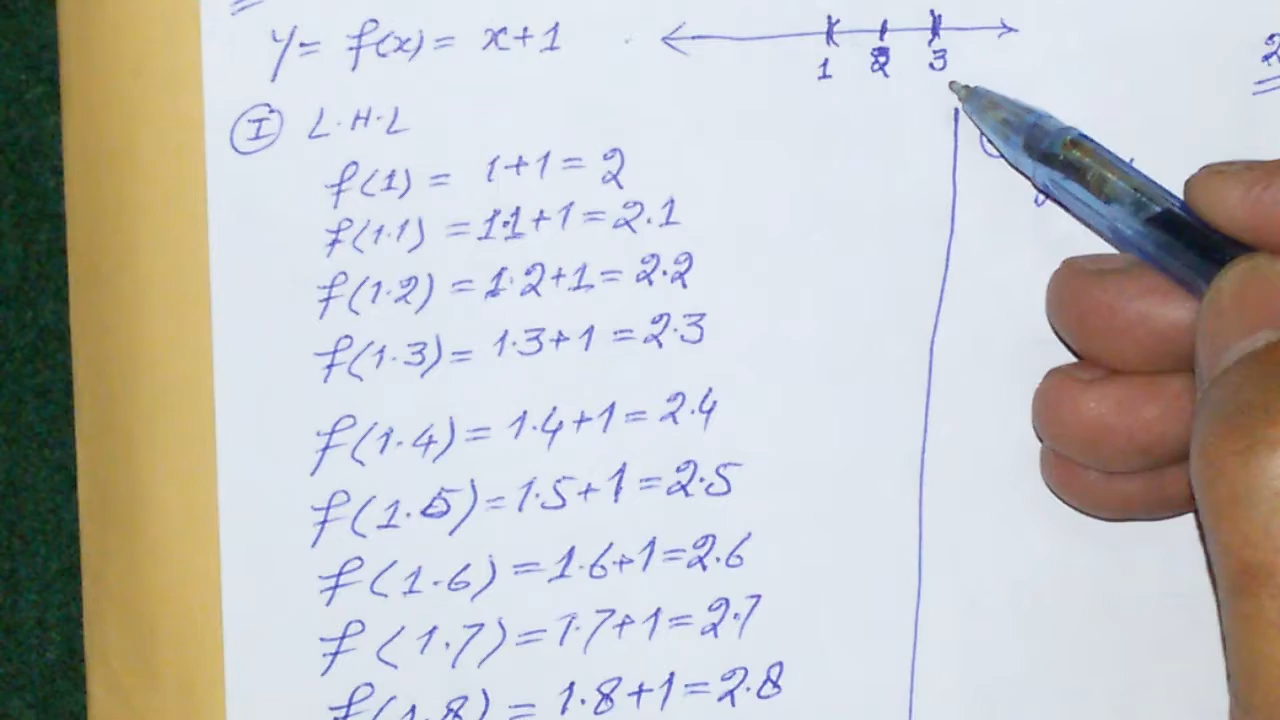 y = f(x) = x+1
1 2 3
2
I L.H.L
f(1) = 1+1 = 2
f(1.1) = 1.1+1 = 2.1
f(1.2) = 1.2+1 = 2.2
f(1.3) = 1.3+1 = 2.3
f(1.4) = 1.4+1 = 2.4
f(1.5) = 1.5+1 = 2.5
f(1.6) = 1.6+1 = 2.6
f(1.7) = 1.7+1 = 2.7
f(1.8) = 1.8+1 = 2.8